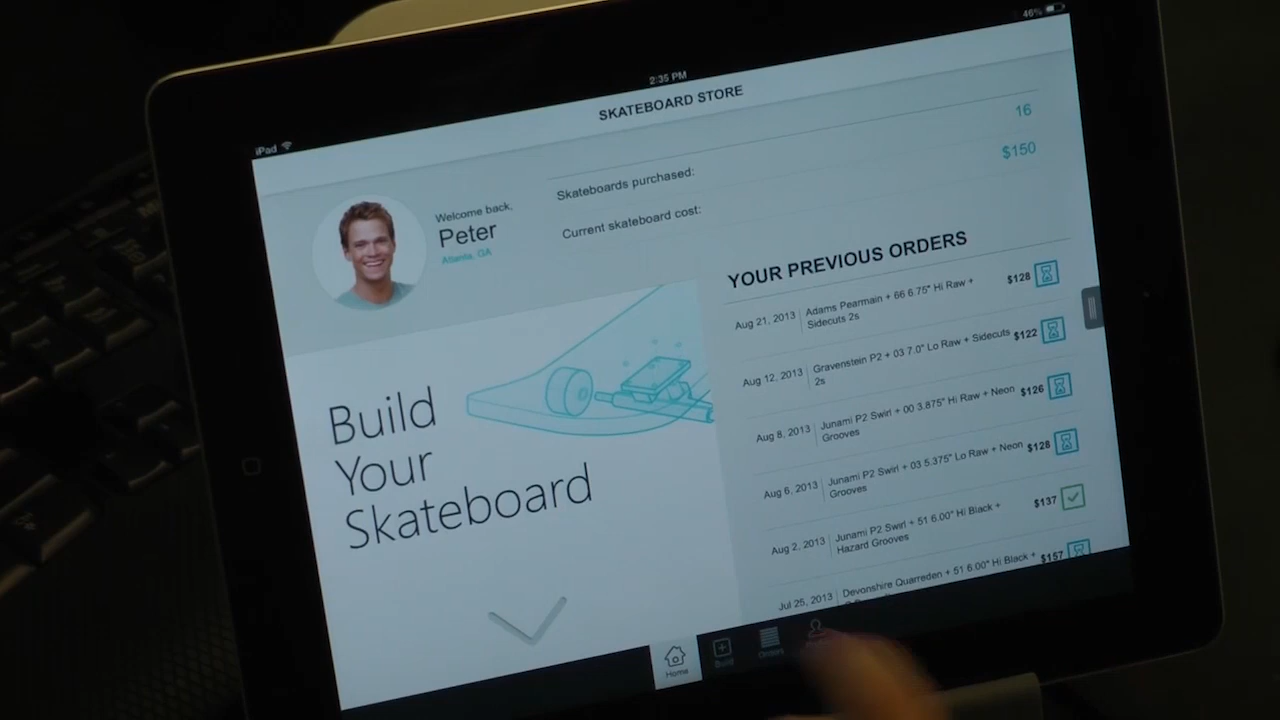 iPad
2:35 PM
46%
SKATEBOARD STORE
Welcome back,
Peter
Atlanta, GA
Skateboards purchased:
16
Current skateboard cost:
$150
Build
Your
Skateboard
YOUR PREVIOUS ORDERS
Aug 21, 2013 Adams Pearmain + 66 6.75" Hi Raw + $128
Sidecuts 2s
Aug 12, 2013 Gravenstein P2 + 03 7.0" Lo Raw + Sidecuts $122
2s
Aug 8, 2013 Junami P2 Swirl + 00 3.875" Hi Raw + Neon $126
Grooves
Aug 6, 2013 Junami P2 Swirl + 03 5.375" Lo Raw + Neon $128
Grooves
Aug 2, 2013 Junami P2 Swirl + 51 6.00" Hi Black + $137
Hazard Grooves
Jul 25, 2013 Devonshire Quarreden + 51 6.00" Hi Black + $157
Home
Build
Orders